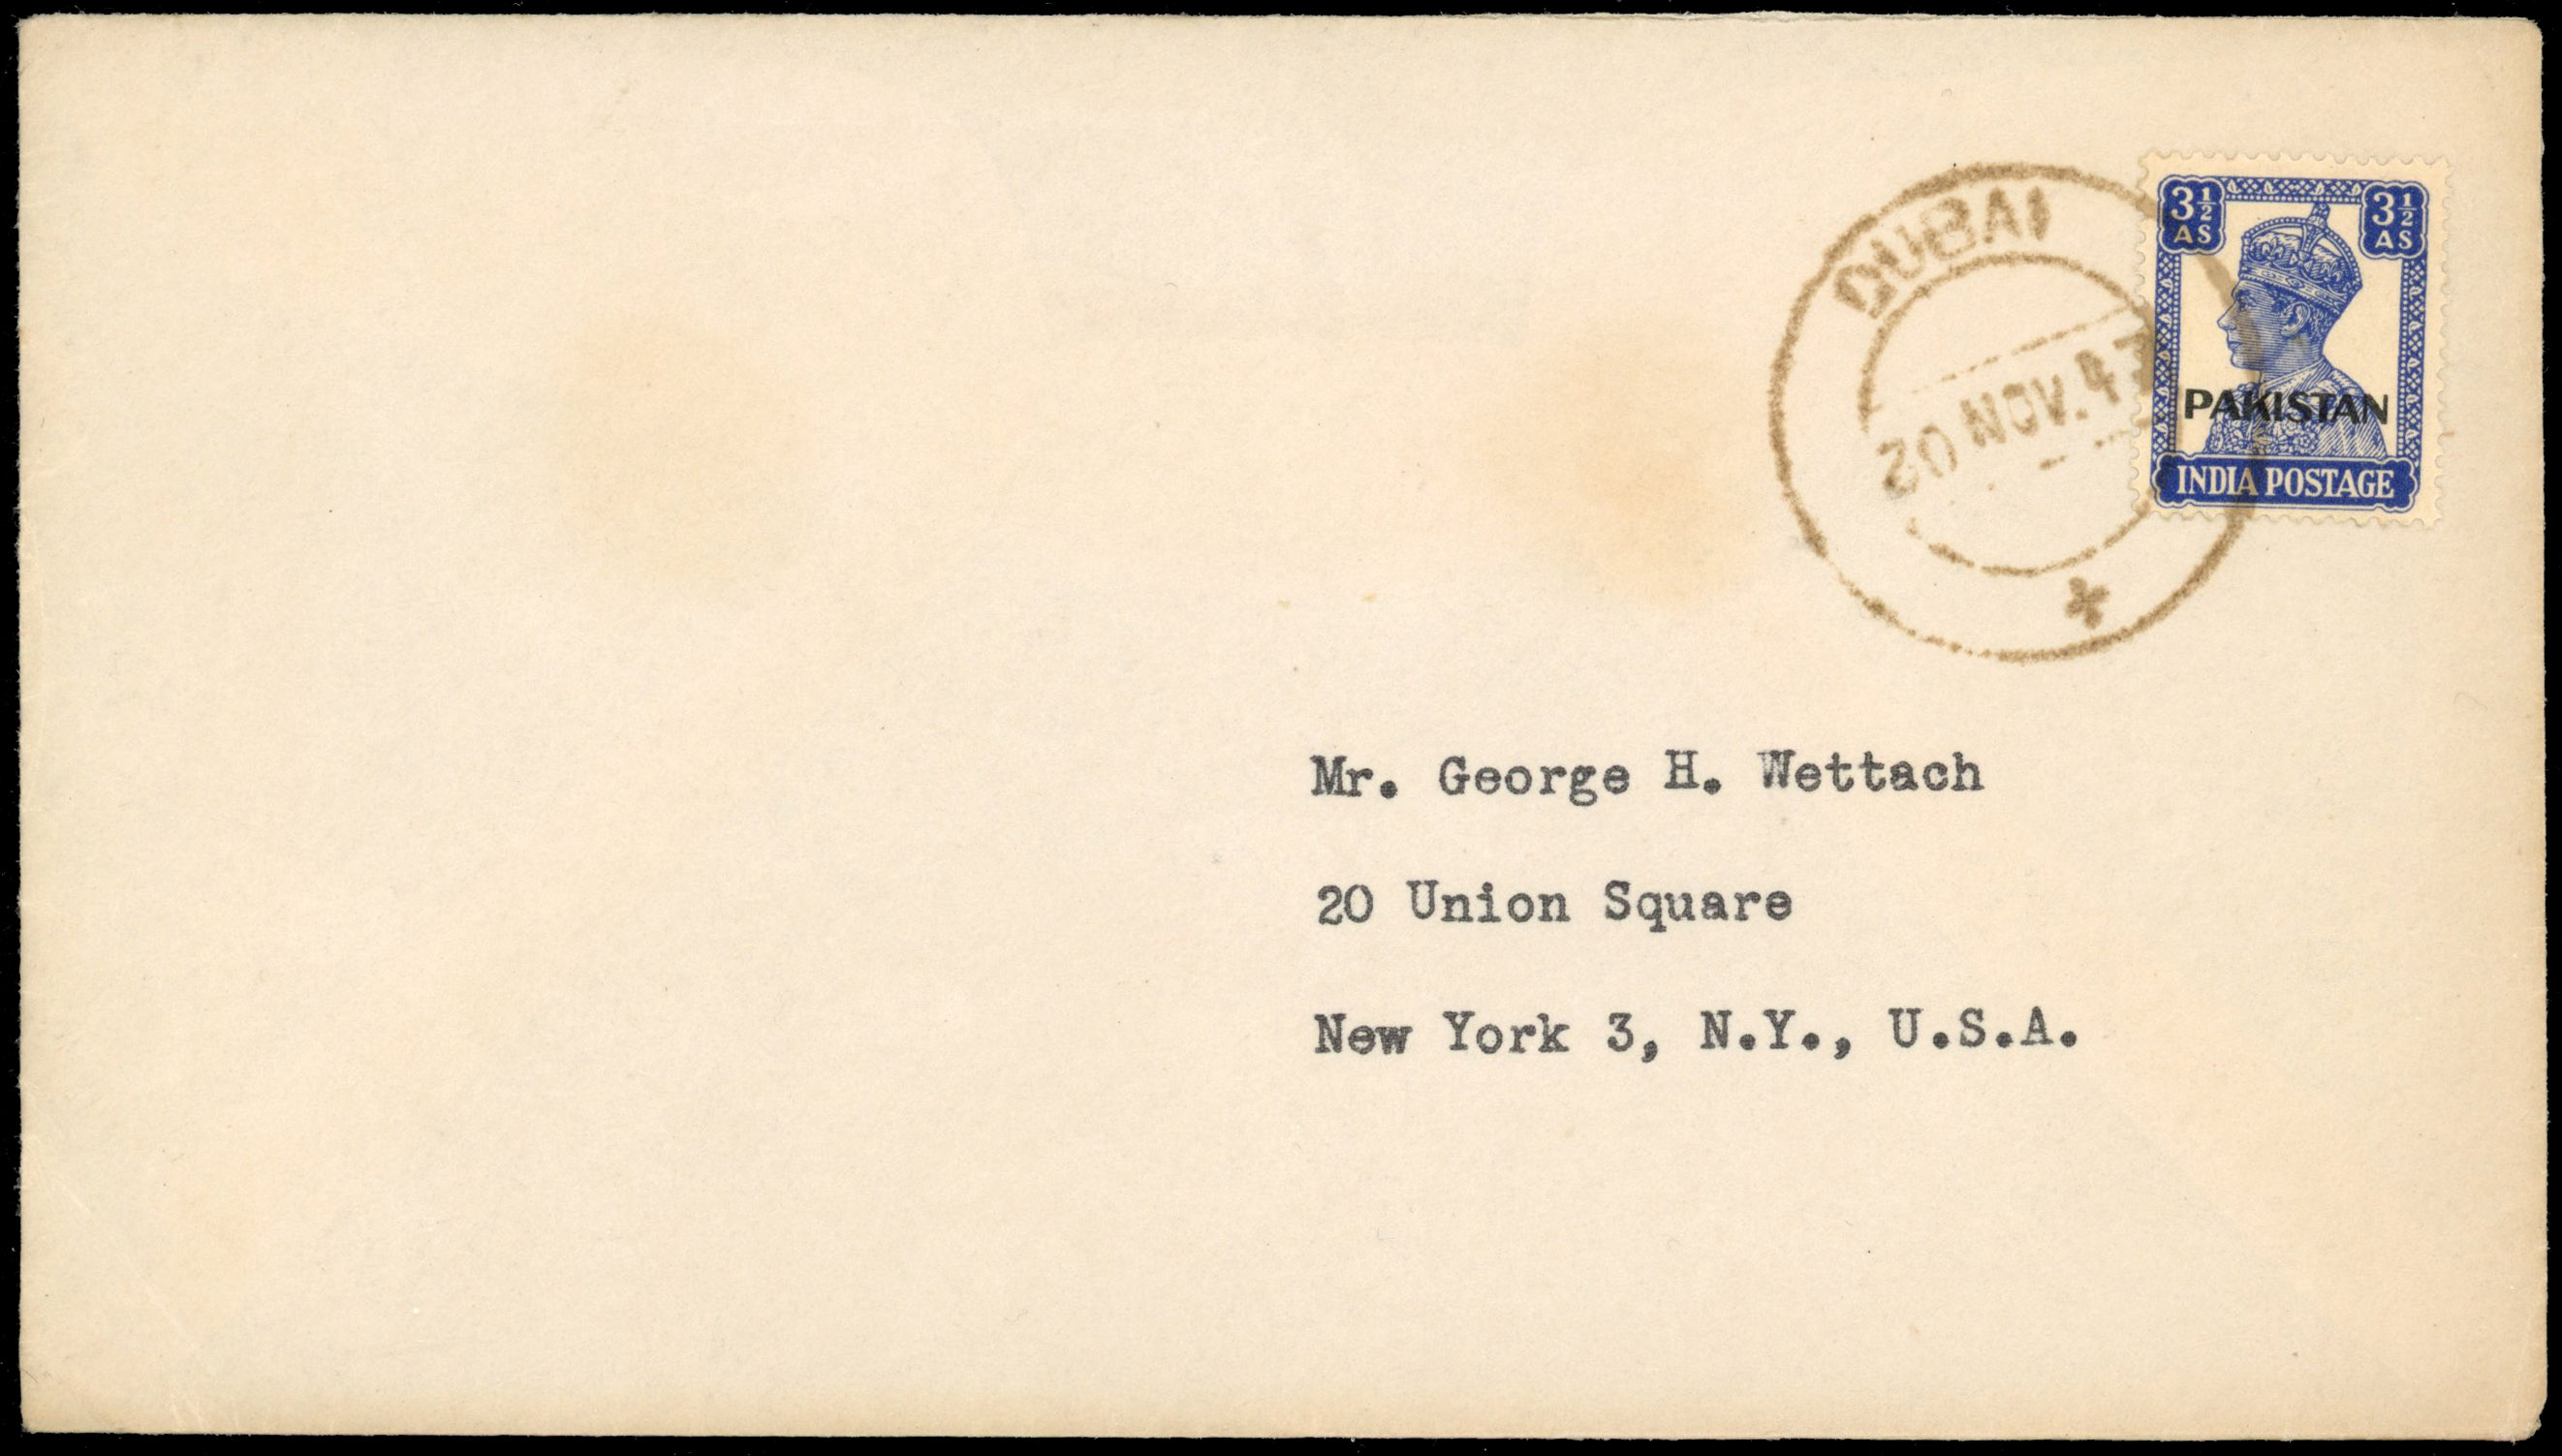 DUBAI
20 NOV. 47
3½ AS 3½ AS
PAKISTAN
INDIA POSTAGE
Mr. George H. Wettach
20 Union Square
New York 3, N.Y., U.S.A.